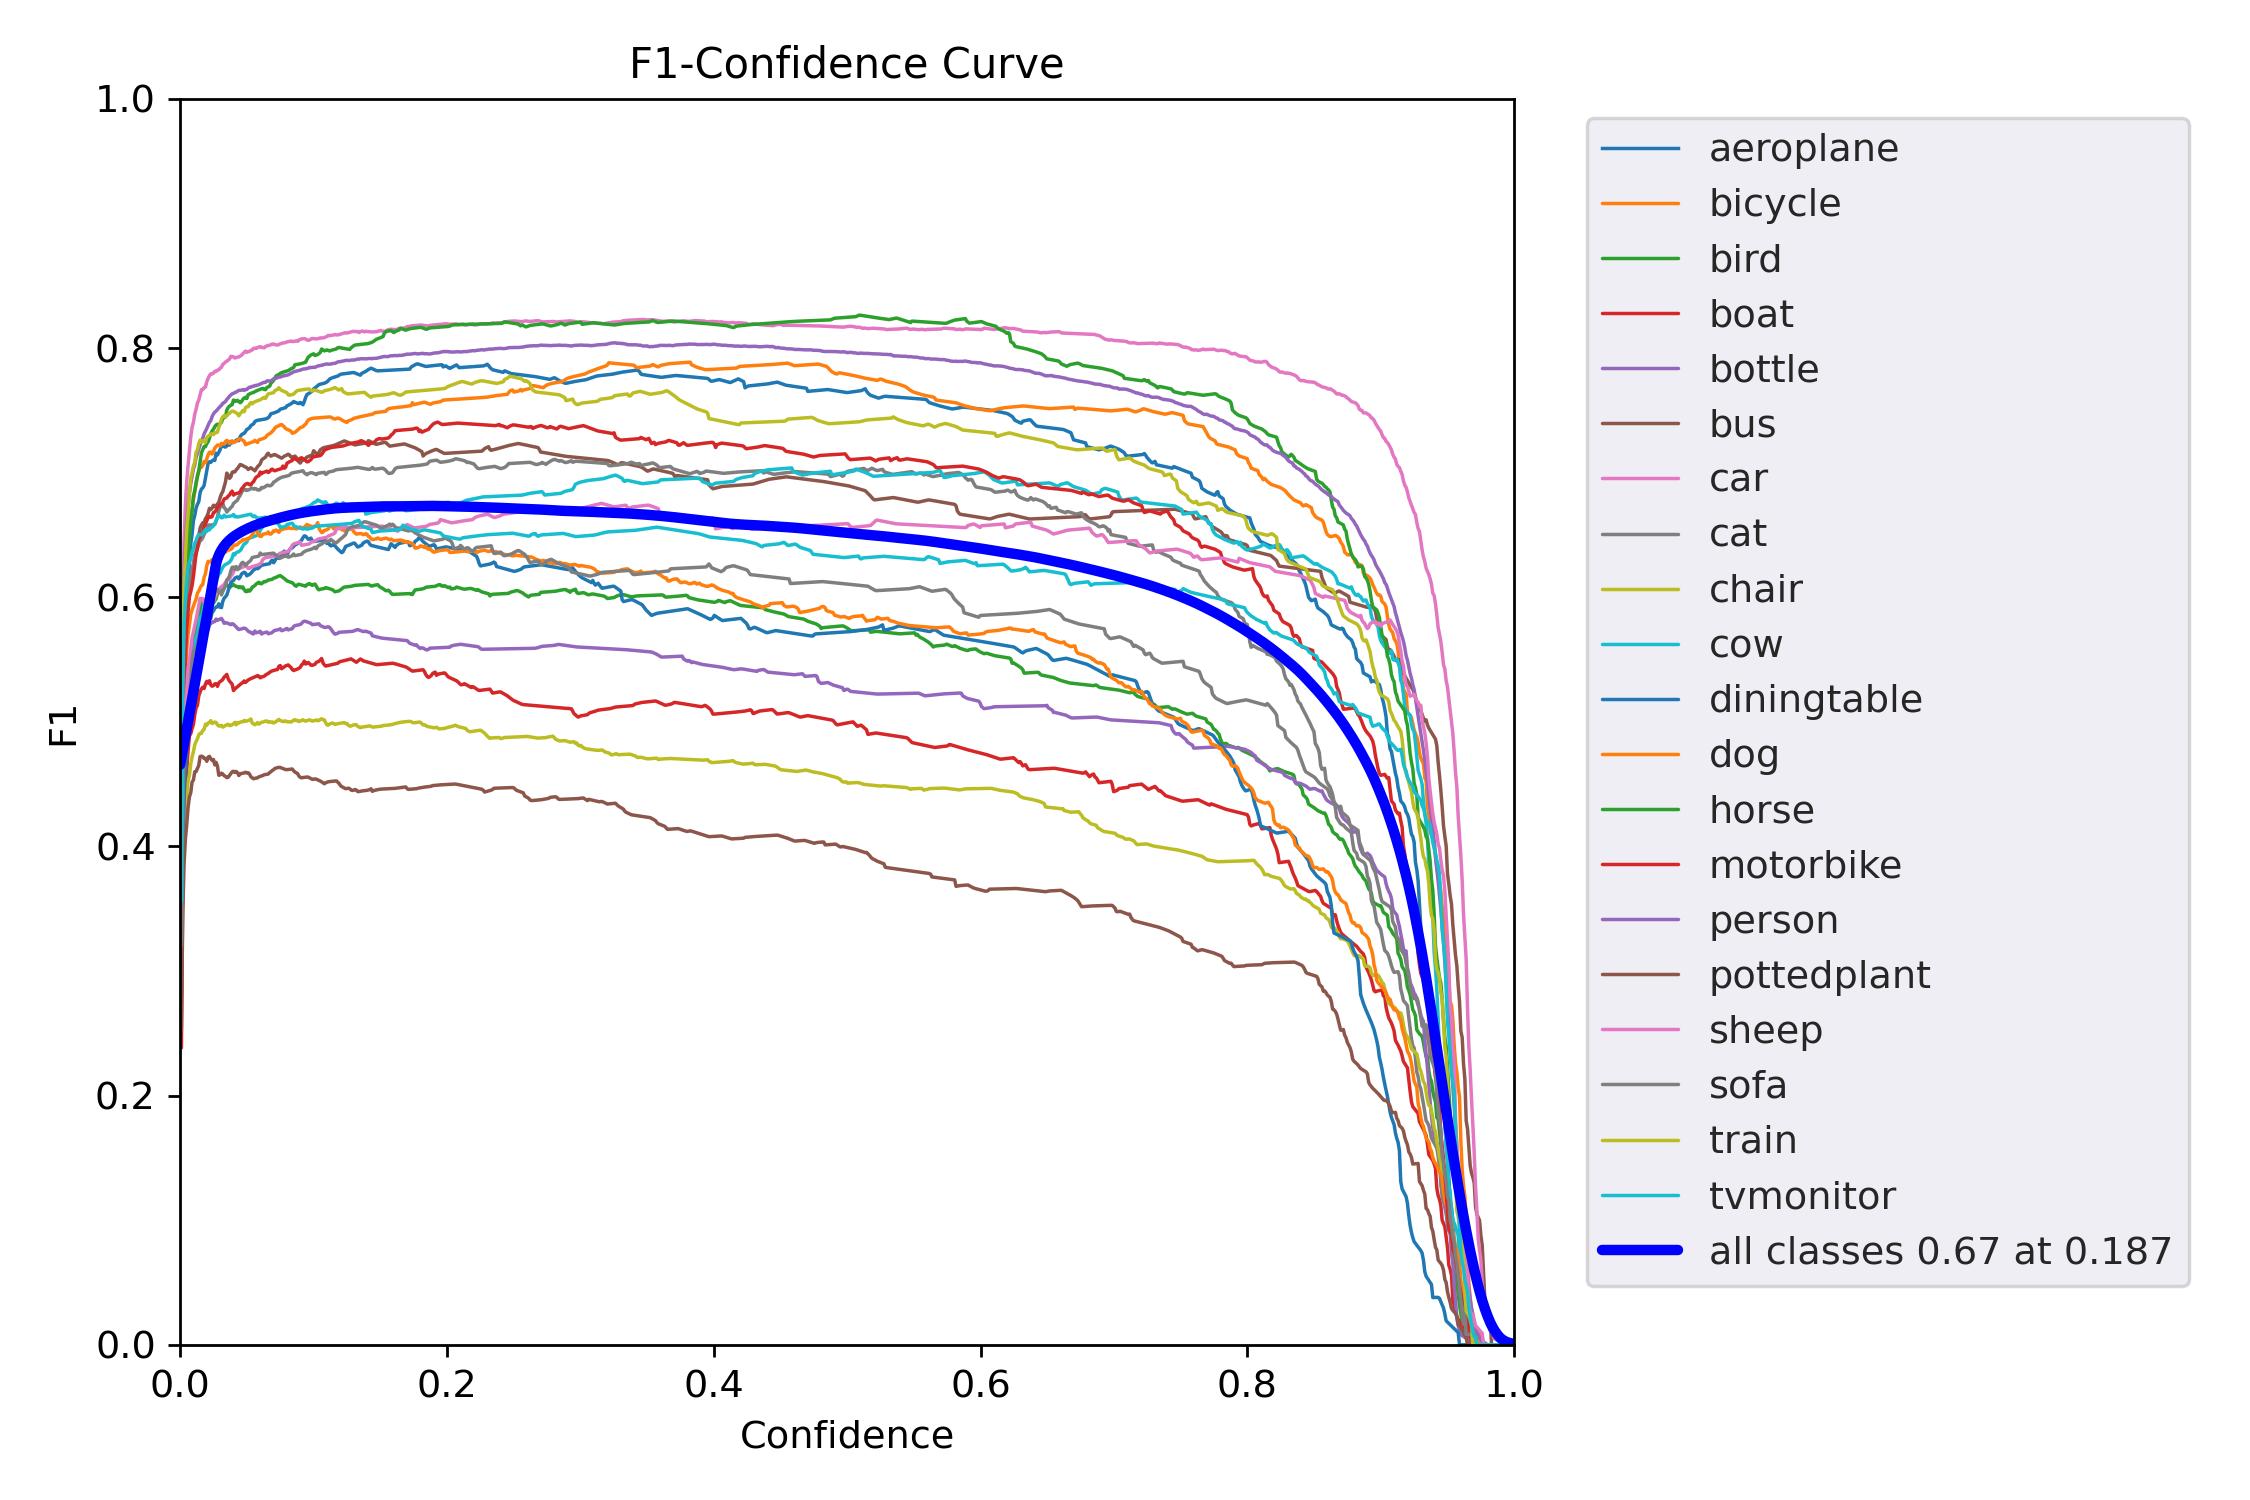 F1-Confidence Curve
1.0
0.8
0.6
0.4
0.2
0.0
F1
0.0 0.2 0.4 0.6 0.8 1.0
Confidence
aeroplane
bicycle
bird
boat
bottle
bus
car
cat
chair
cow
diningtable
dog
horse
motorbike
person
pottedplant
sheep
sofa
train
tvmonitor
all classes 0.67 at 0.187